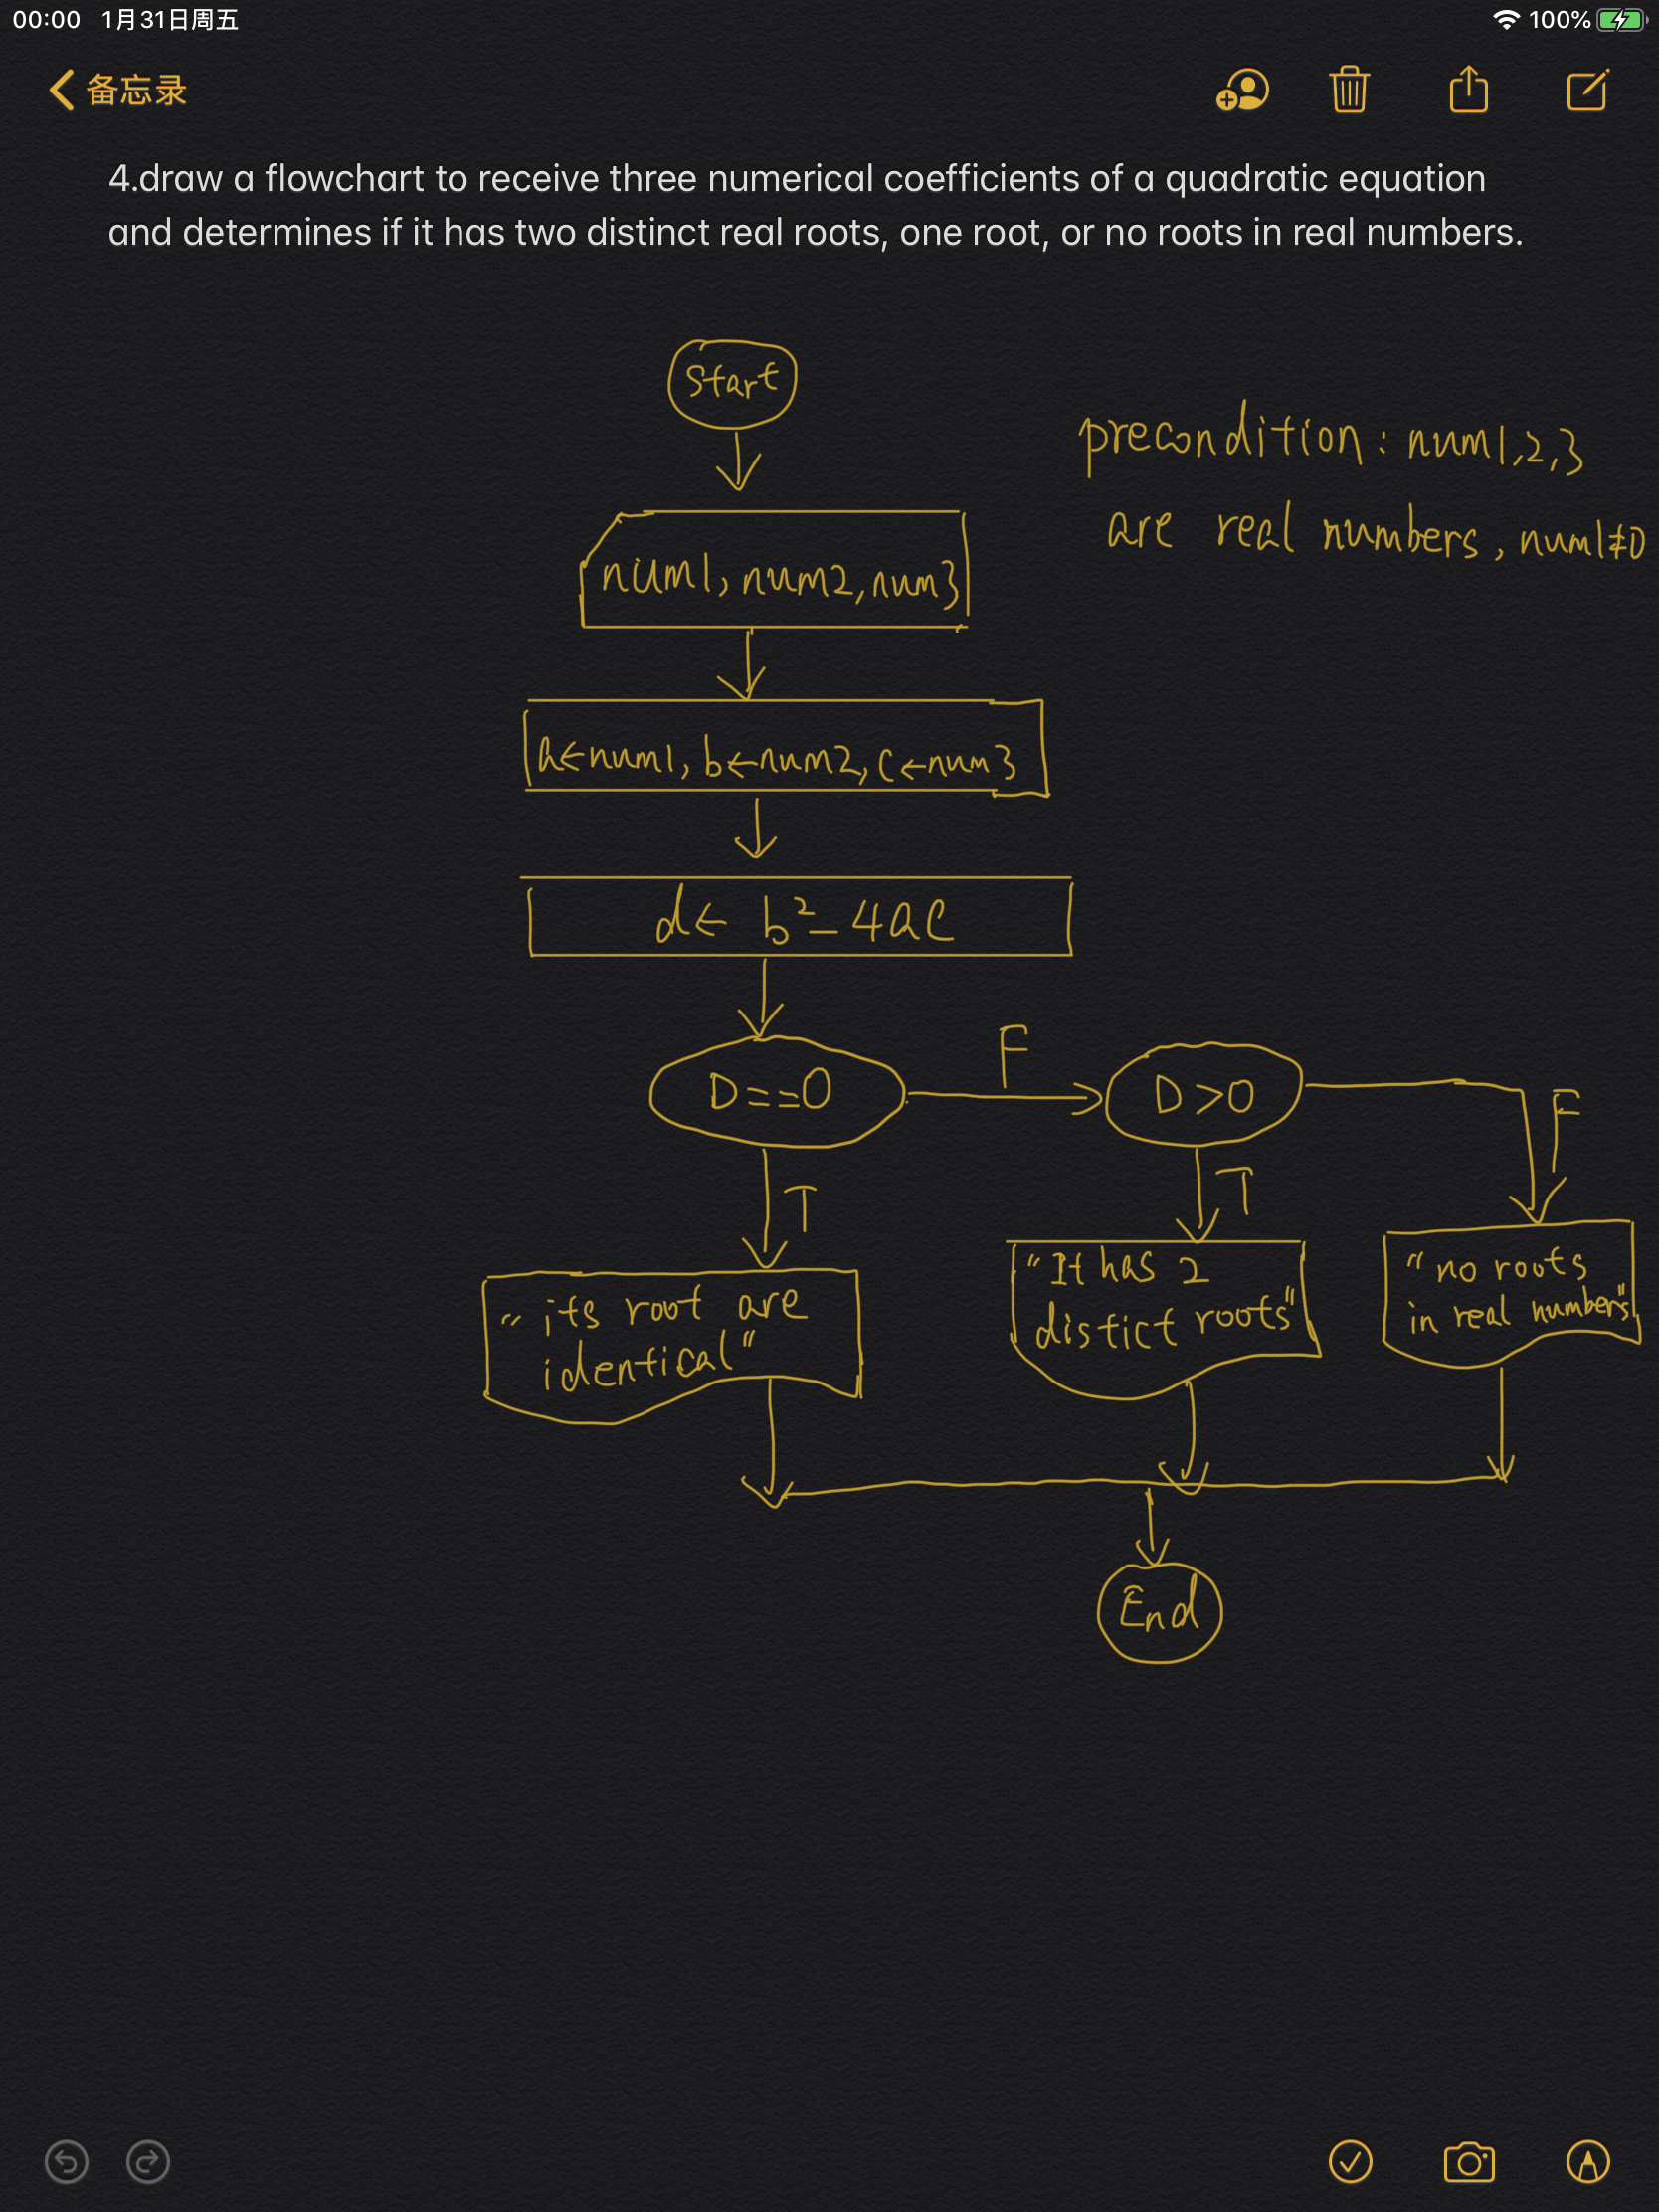 00:00 1月31日周五
100%
备忘录
4.draw a flowchart to receive three numerical coefficients of a quadratic equation
and determines if it has two distinct real roots, one root, or no roots in real numbers.
Start
precondition: num1,2,3
are real numbers, num1≠0
num1, num2, num3
a←num1, b←num2, c←num3
d← b²-4ac
D==0
F
D>0
F
T
T
"its root are
identical"
"It has 2
distict roots"
"no roots
in real numbers"
End